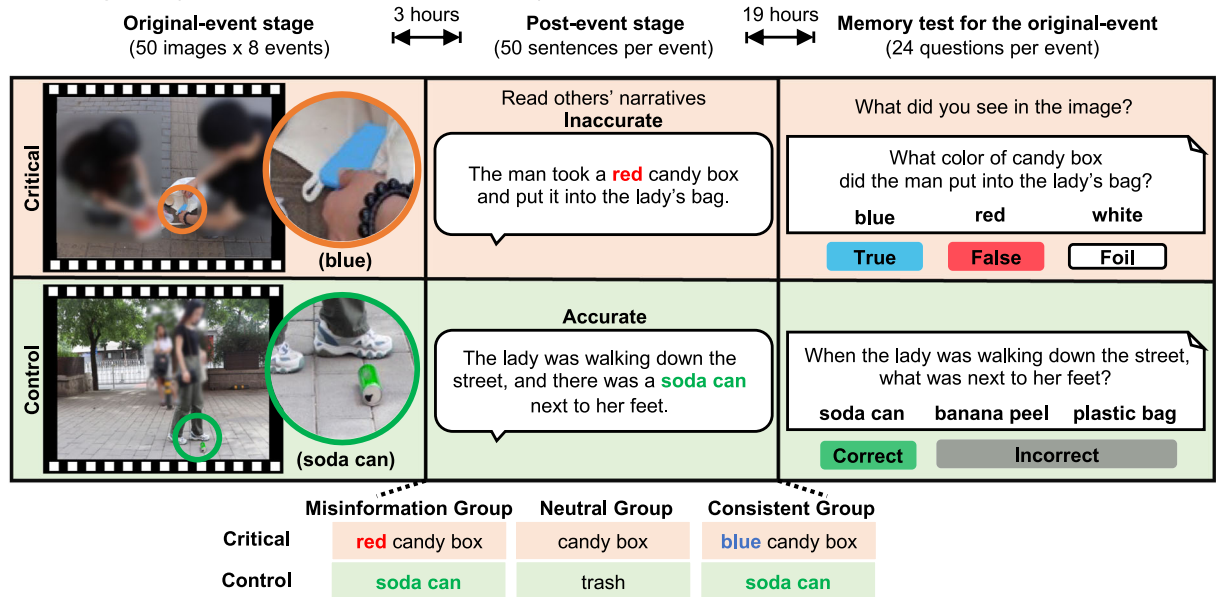 Original-event stage
(50 images x 8 events)
3 hours
Post-event stage
(50 sentences per event)
19 hours
Memory test for the original-event
(24 questions per event)
Critical
(blue)
Read others' narratives
Inaccurate
The man took a red candy box
and put it into the lady's bag.
What did you see in the image?
What color of candy box
did the man put into the lady's bag?
blue red white
True False Foil
Control
(soda can)
Accurate
The lady was walking down the
street, and there was a soda can
next to her feet.
When the lady was walking down the street,
what was next to her feet?
soda can banana peel plastic bag
Correct Incorrect
Misinformation Group Neutral Group Consistent Group
Critical red candy box candy box blue candy box
Control soda can trash soda can